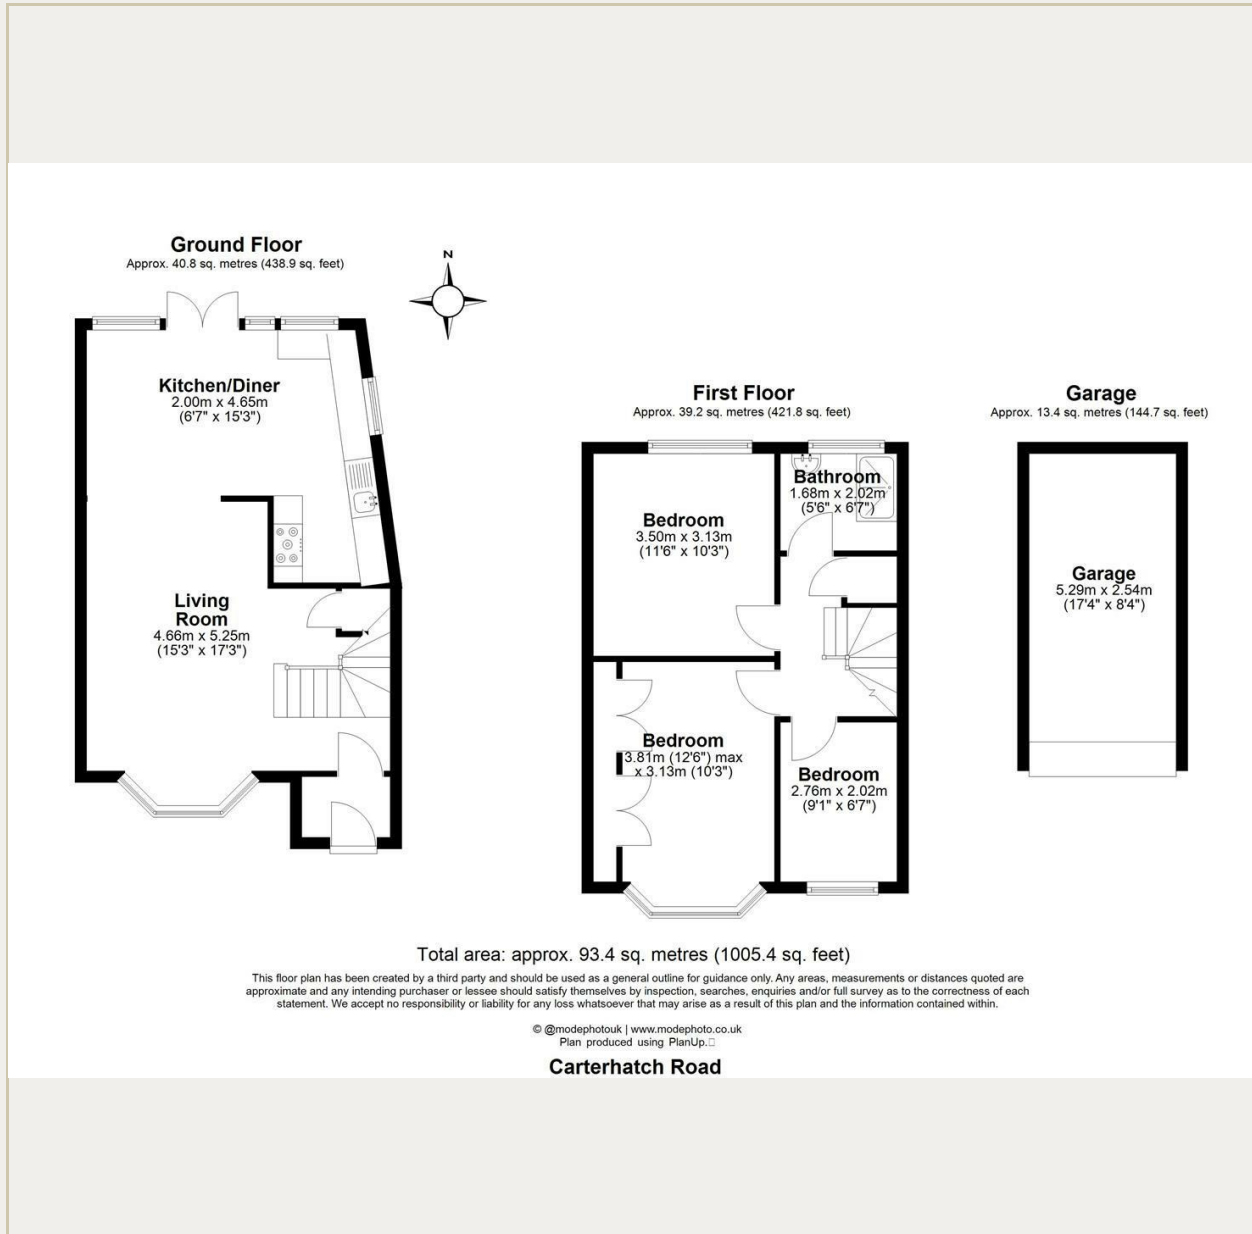 Ground Floor
Approx. 40.8 sq. metres (438.9 sq. feet)
N
Kitchen/Diner
2.00m x 4.65m
(6'7" x 15'3")
Living
Room
4.66m x 5.25m
(15'3" x 17'3")
First Floor
Approx. 39.2 sq. metres (421.8 sq. feet)
Bathroom
1.68m x 2.02m
(5'6" x 6'7")
Bedroom
3.50m x 3.13m
(11'6" x 10'3")
Bedroom
3.81m (12'6") max
x 3.13m (10'3")
Bedroom
2.76m x 2.02m
(9'1" x 6'7")
Garage
Approx. 13.4 sq. metres (144.7 sq. feet)
Garage
5.29m x 2.54m
(17'4" x 8'4")
Total area: approx. 93.4 sq. metres (1005.4 sq. feet)
This floor plan has been created by a third party and should be used as a general outline for guidance only. Any areas, measurements or distances quoted are
approximate and any intending purchaser or lessee should satisfy themselves by inspection, searches, enquiries and/or full survey as to the correctness of each
statement. We accept no responsibility or liability for any loss whatsoever that may arise as a result of this plan and the information contained within.
© @modephotouk | www.modephoto.co.uk
Plan produced using PlanUp.
Carterhatch Road